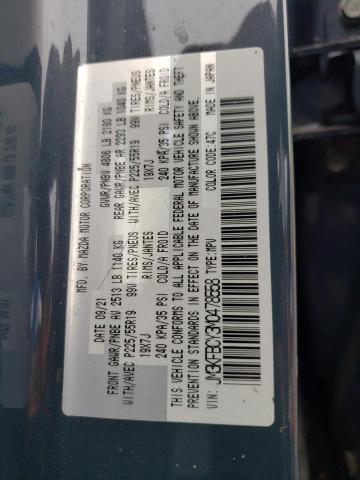 MFD. BY MAZDA MOTOR CORPORATION
DATE 09/21 GVWR/PNBV 4806 LB 2180 KG
FRONT GAWR/PNBE AV 2513 LB 1140 KG REAR GAWR/PNBE AR 2293 LB 1040 KG
WITH/AVEC P225/55R19 99V TIRES/PNEUS WITH/AVEC P225/55R19 99V TIRES/PNEUS
19X7J RIMS/JANTES 19X7J RIMS/JANTES
240 KPA/35 PSI COLD/A FROID 240 KPA/35 PSI COLD/A FROID
THIS VEHICLE CONFORMS TO ALL APPLICABLE FEDERAL MOTOR VEHICLE SAFETY AND THEFT
PREVENTION STANDARDS IN EFFECT ON THE DATE OF MANUFACTURE SHOWN ABOVE.
VIN: TYPE:MPV COLOR CODE:47C MADE IN JAPAN